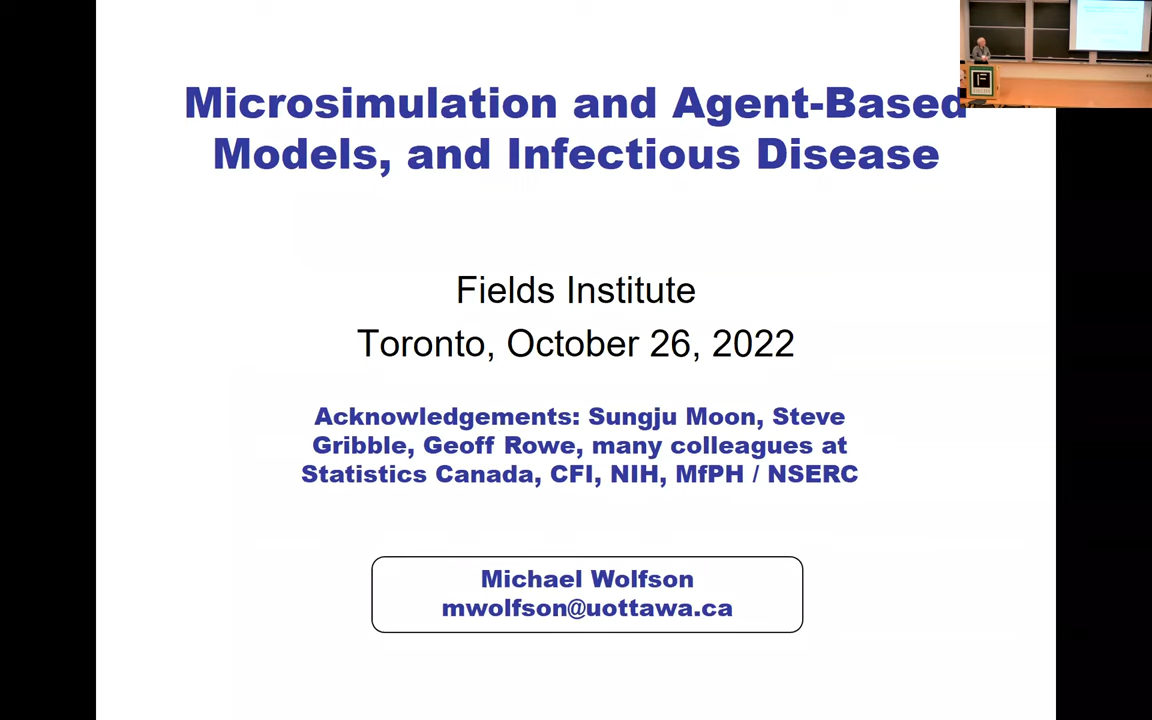 Microsimulation and Agent-Based
Models, and Infectious Disease
Fields Institute
Toronto, October 26, 2022
Acknowledgements: Sungju Moon, Steve
Gribble, Geoff Rowe, many colleagues at
Statistics Canada, CFI, NIH, MfPH / NSERC
Michael Wolfson
mwolfson@uottawa.ca